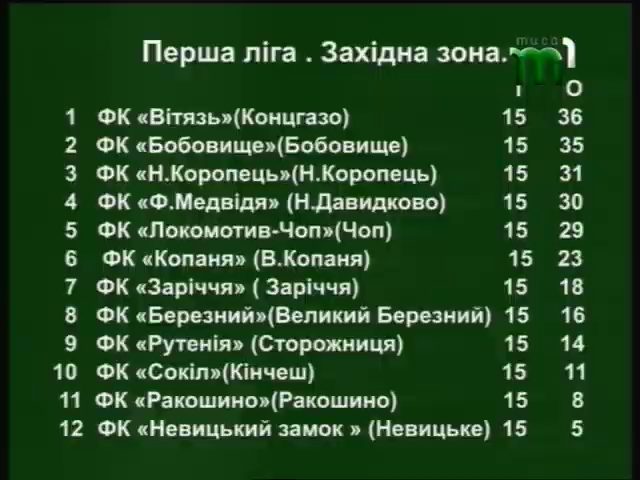 Перша ліга . Західна зона.
тиса
О
1 ФК «Вітязь»(Концгазо) 15 36
2 ФК «Бобовище»(Бобовище) 15 35
3 ФК «Н.Коропець»(Н.Коропець) 15 31
4 ФК «Ф.Медвідя» (Н.Давидково) 15 30
5 ФК «Локомотив-Чоп»(Чоп) 15 29
6 ФК «Копаня» (В.Копаня) 15 23
7 ФК «Заріччя» ( Заріччя) 15 18
8 ФК «Березний»(Великий Березний) 15 16
9 ФК «Рутенія» (Сторожниця) 15 14
10 ФК «Сокіл»(Кінчеш) 15 11
11 ФК «Ракошино»(Ракошино) 15 8
12 ФК «Невицький замок » (Невицьке) 15 5